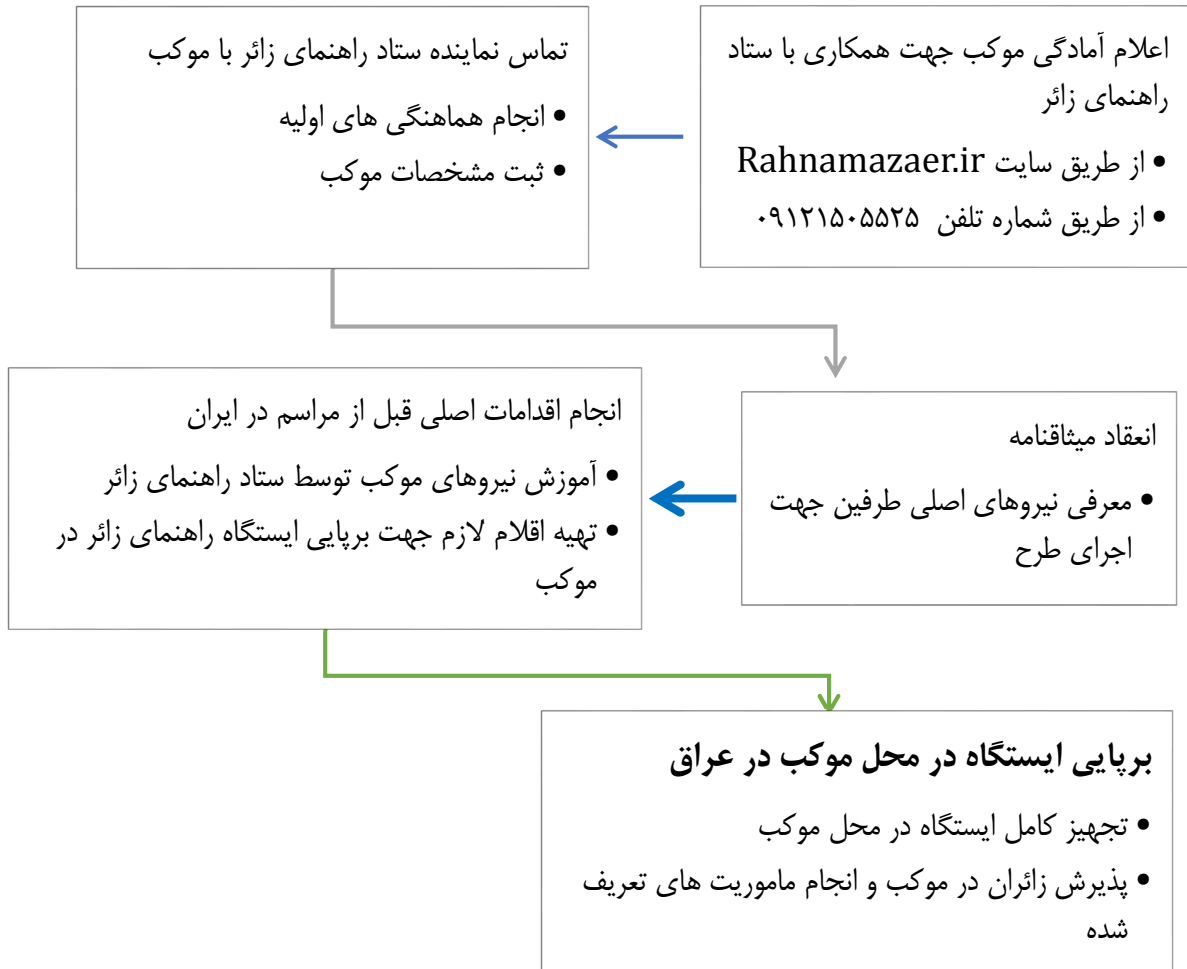 اعلام آمادگی موکب جهت همکاری با ستاد
راهنمای زائر
• از طریق سایت Rahnamazaer.ir
• از طریق شماره تلفن ۰۹۱۲۱۵۰۵۵۲۵
تماس نماینده ستاد راهنمای زائر با موکب
• انجام هماهنگی های اولیه
• ثبت مشخصات موکب
انعقاد میثاقنامه
• معرفی نیروهای اصلی طرفین جهت
اجرای طرح
انجام اقدامات اصلی قبل از مراسم در ایران
• آموزش نیروهای موکب توسط ستاد راهنمای زائر
• تهیه اقلام لازم جهت برپایی ایستگاه راهنمای زائر در
موکب
برپایی ایستگاه در محل موکب در عراق
• تجهیز کامل ایستگاه در محل موکب
• پذیرش زائران در موکب و انجام ماموریت های تعریف
شده